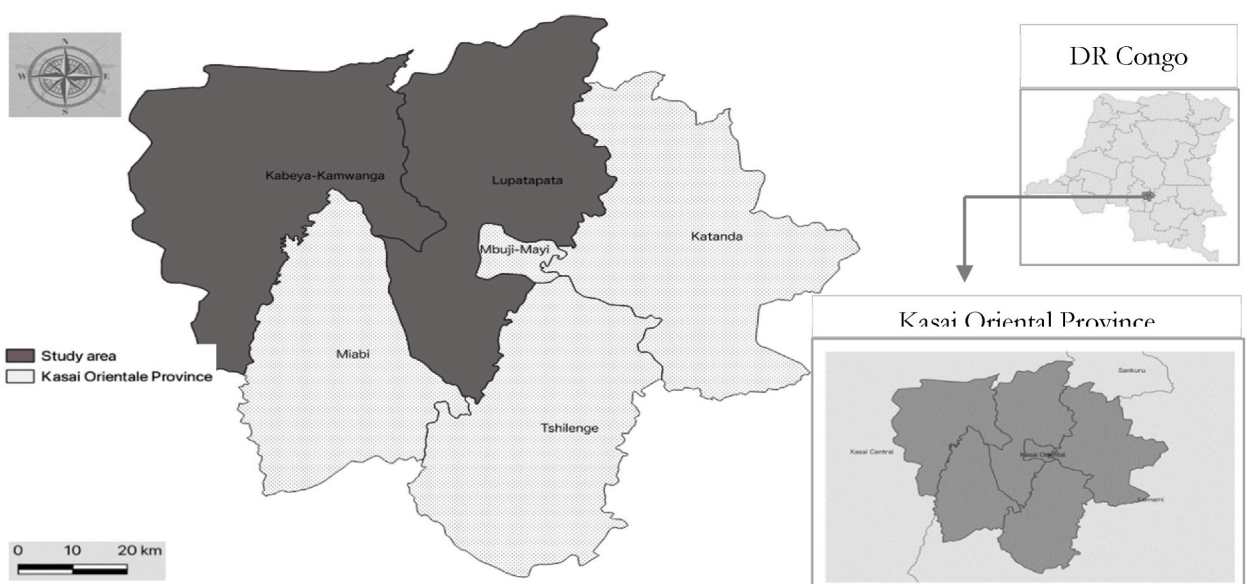 N
W E
S
DR Congo
Kabeya-Kamwanga
Lupatapata
Mbuji-Mayi
Katanda
Miabi
Tshilenge
Study area
Kasai Orientale Province
0 10 20 km
Kasai Oriental Province
Sankuru
Kasai Central
Kasai Oriental
Lomami